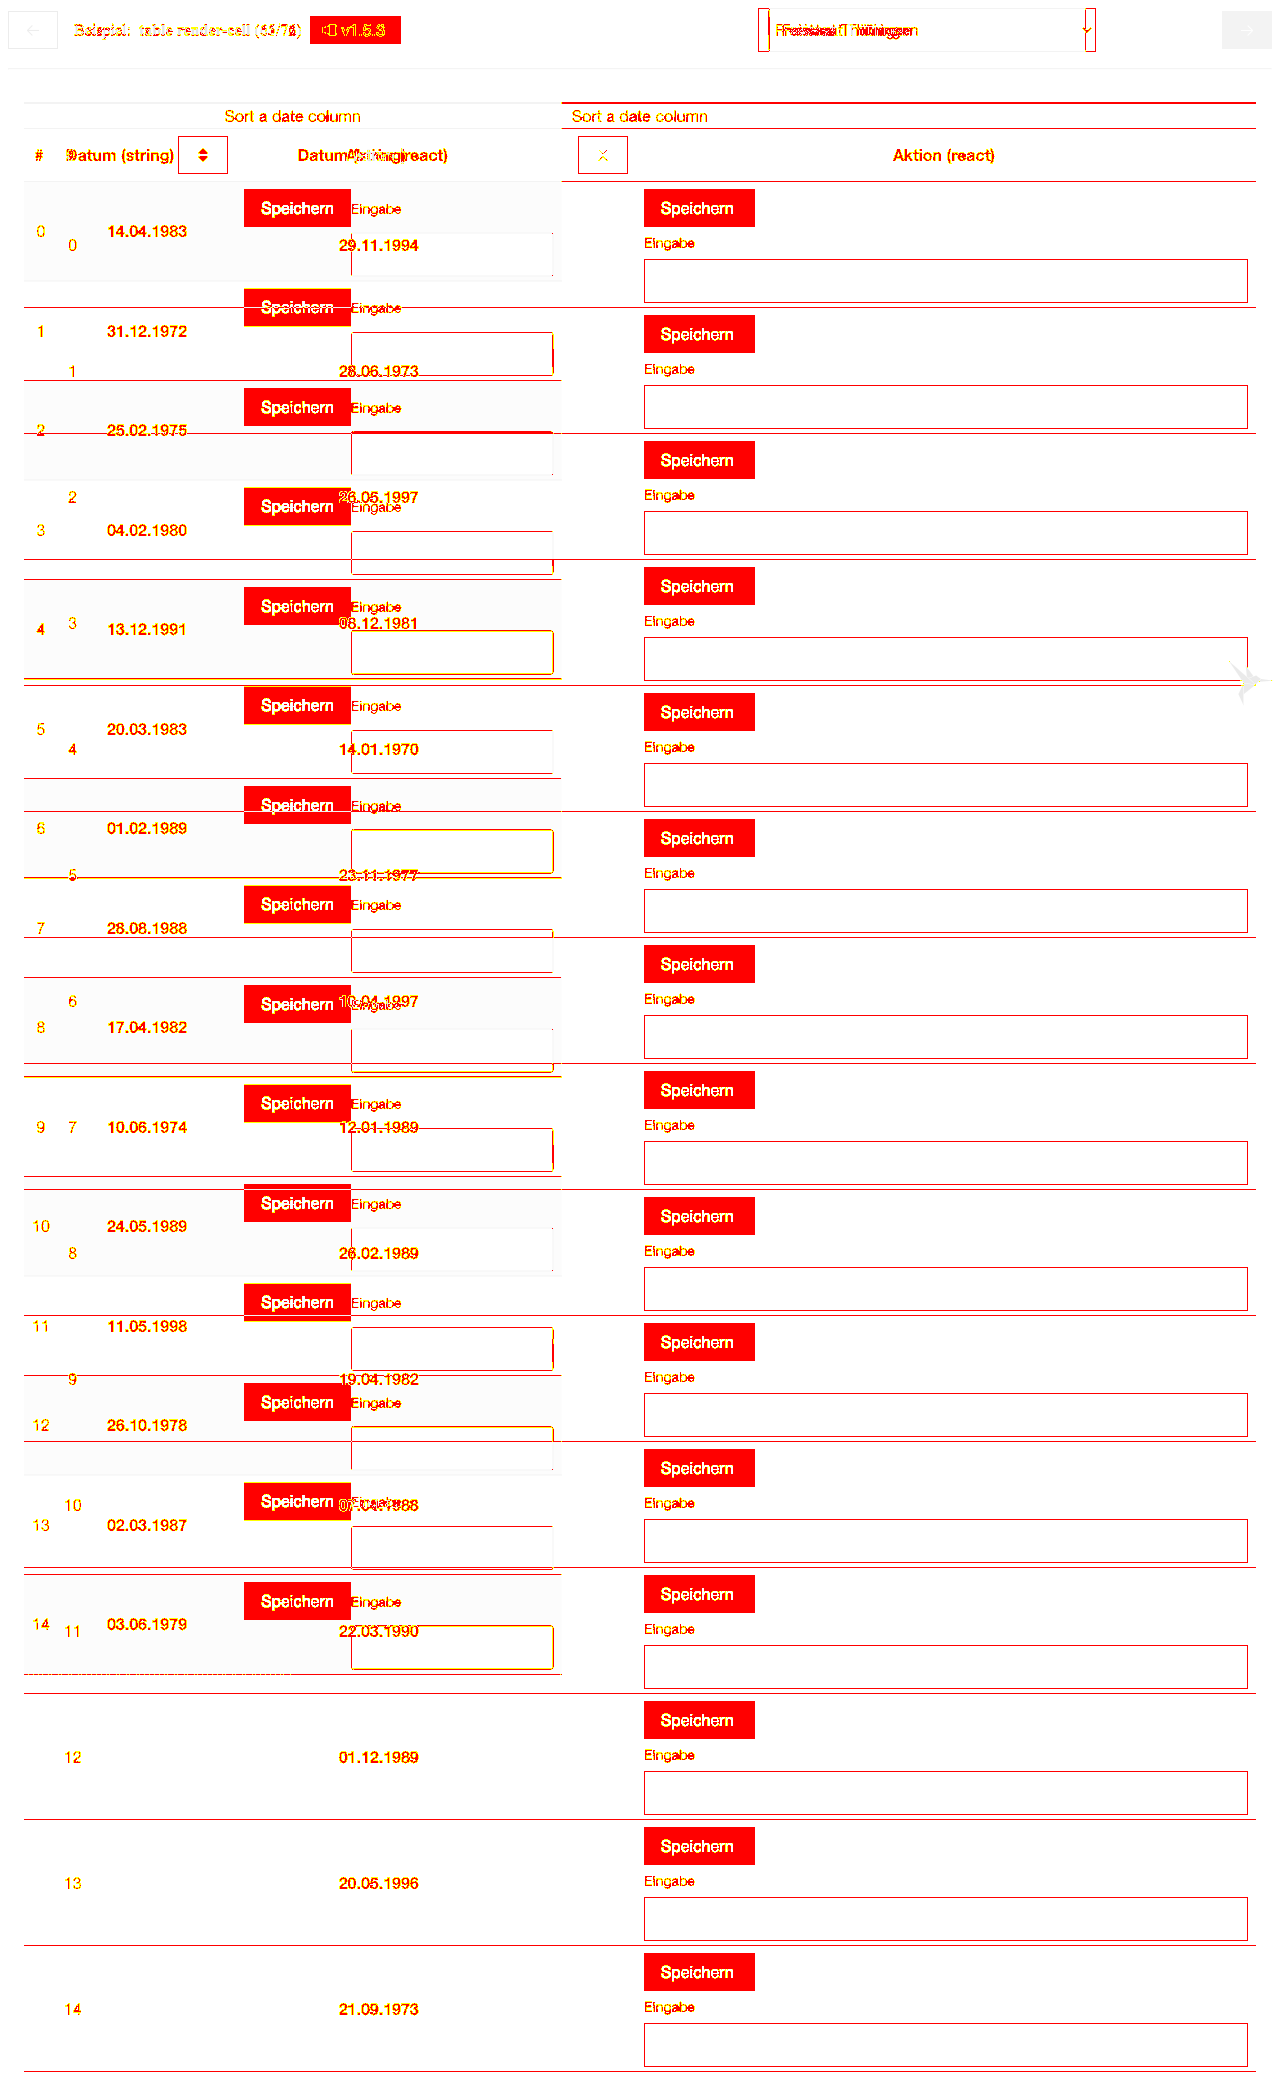 Beispiel: table render-cell
v1.5.3
Sort a date column Sort a date column
# # Datum (string) Datum Aktion (react) Aktion (react)
Speichern Eingabe Speichern
0 14.04.1983
0 29.11.1994 Eingabe
Speichern Eingabe
1 31.12.1972 Speichern
1 28.06.1973 Eingabe
Speichern Eingabe
2 25.02.1975
Speichern
2 26.05.1997 Eingabe
Speichern Eingabe
3 04.02.1980
Speichern
Speichern Eingabe
3 08.12.1981 Eingabe
4 13.12.1991
Speichern Eingabe Speichern
5 20.03.1983
4 14.01.1970 Eingabe
Speichern Eingabe
6 01.02.1989 Speichern
5 23.11.1977 Eingabe
Speichern Eingabe
7 28.08.1988
Speichern
6 10.04.1997 Eingabe
Speichern Eingabe
8 17.04.1982
Speichern
Speichern Eingabe
9 7 10.06.1974 12.01.1989 Eingabe
Speichern Eingabe Speichern
10 24.05.1989
8 26.02.1989 Eingabe
Speichern Eingabe
11 11.05.1998 Speichern
9 19.04.1982 Eingabe
Speichern Eingabe
12 26.10.1978
Speichern
10 Eingabe
Speichern
13 02.03.1987
Speichern
Speichern Eingabe
14 03.06.1979
11 22.03.1990 Eingabe
Speichern
12 01.12.1989 Eingabe
Speichern
13 20.05.1996 Eingabe
Speichern
14 21.09.1973 Eingabe